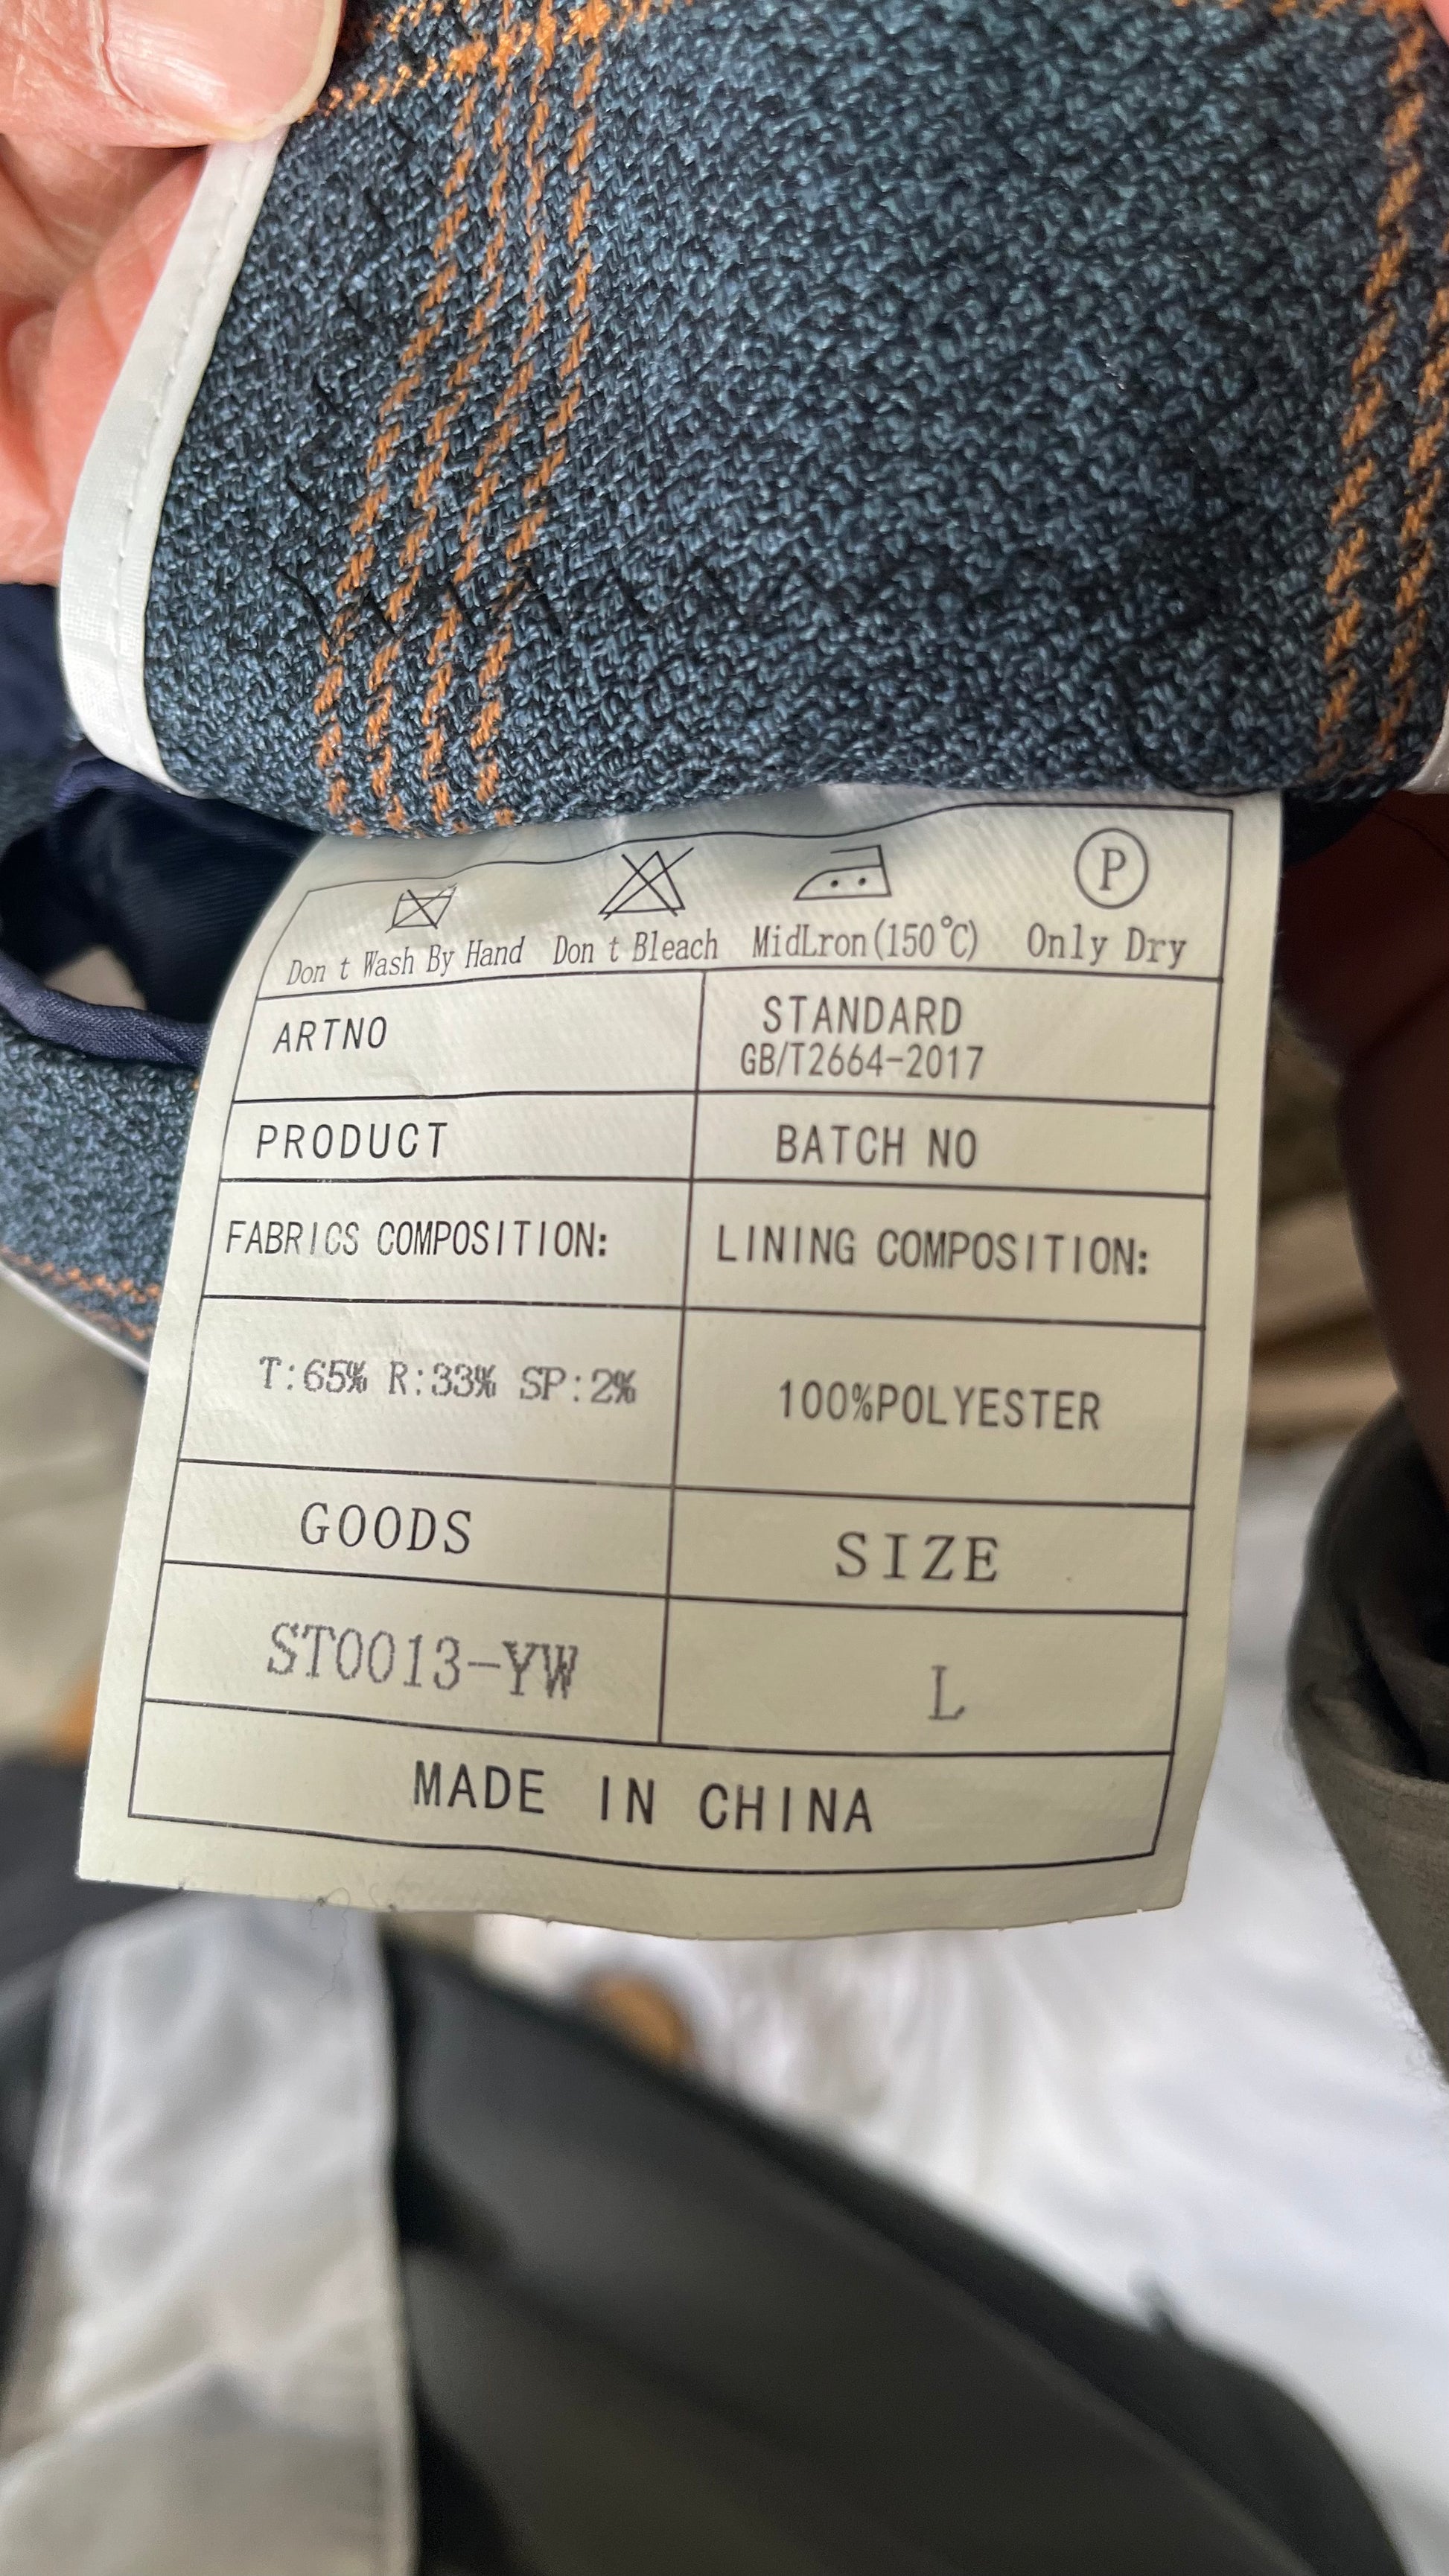 P
Don t Wash By Hand Don t Bleach MidLron(150℃) Only Dry
ARTNO
STANDARD
GB/T2664-2017
PRODUCT
BATCH NO
FABRICS COMPOSITION:
LINING COMPOSITION:
T:65% R:33% SP:2%
100%POLYESTER
GOODS
SIZE
ST0013-YW
L
MADE IN CHINA